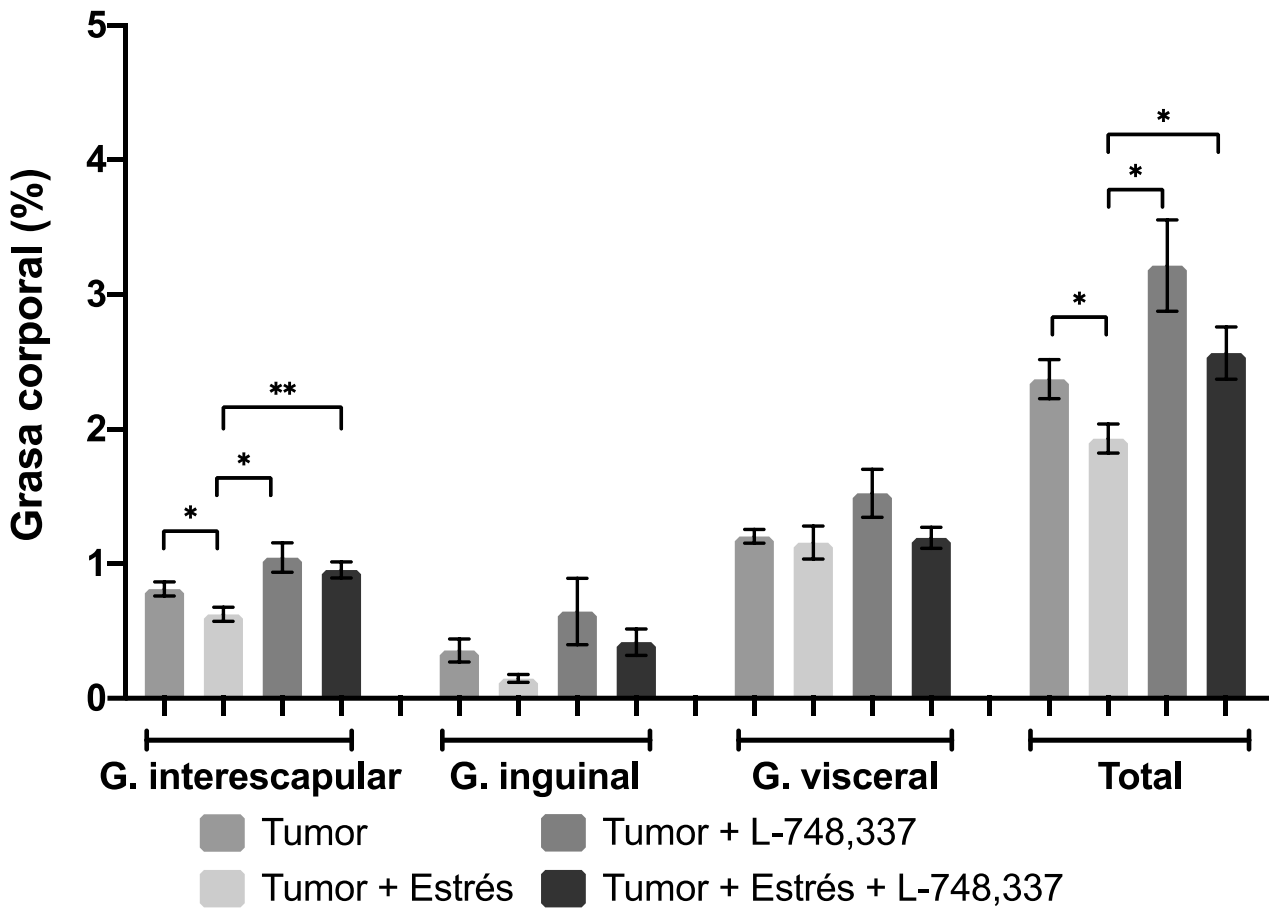 Grasa corporal (%)
5
4
3
2
1
0
*
*
**
*
*
*
G. interescapular
G. inguinal
G. visceral
Total
Tumor
Tumor + L-748,337
Tumor + Estrés
Tumor + Estrés + L-748,337